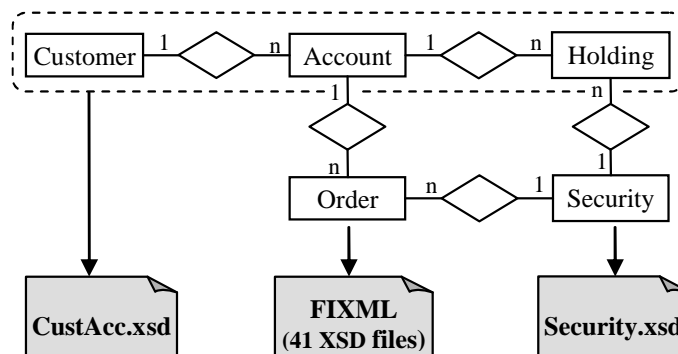 Customer 1 n Account 1 n Holding
1 n
n 1
Order n 1 Security
CustAcc.xsd
FIXML
(41 XSD files)
Security.xsd